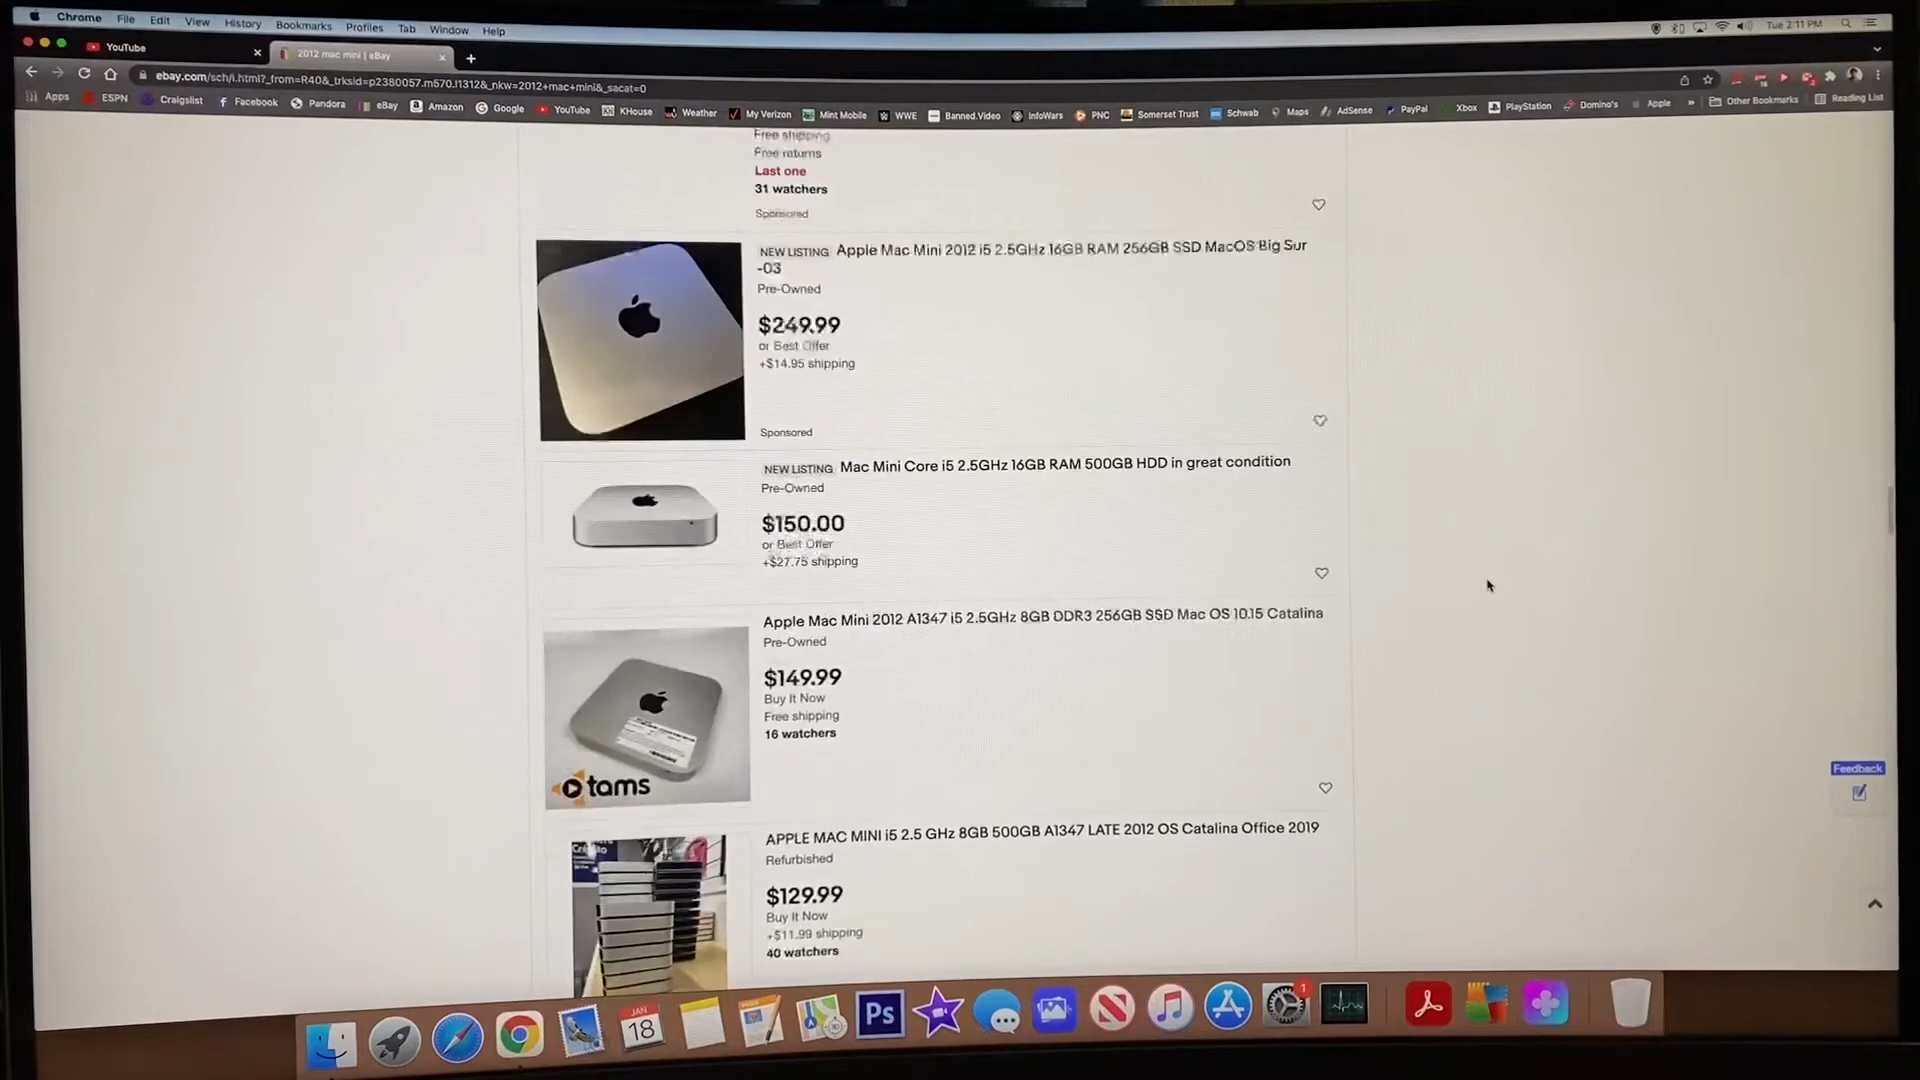 Chrome File Edit View History Bookmarks Profiles Tab Window Help
Tue 2:11 PM
YouTube
2012 mac mini | eBay
ebay.com/sch/i.html?_from=R40&_trksid=p2380057.m570.l1312&_nkw=2012+mac+mini&_sacat=0
Apps ESPN Craigslist Facebook Pandora eBay Amazon Google YouTube KHouse Weather My Verizon Mint Mobile WWE Banned.Video InfoWars PNC Somerset Trust Schwab Maps AdSense PayPal Xbox PlayStation Domino's Apple » Other Bookmarks Reading List
Free shipping
Free returns
Last one
31 watchers
Sponsored
NEW LISTING Apple Mac Mini 2012 i5 2.5GHz 16GB RAM 256GB SSD MacOS Big Sur
-03
Pre-Owned
$249.99
or Best Offer
+$14.95 shipping
Sponsored
NEW LISTING Mac Mini Core i5 2.5GHz 16GB RAM 500GB HDD in great condition
Pre-Owned
$150.00
or Best Offer
+$27.75 shipping
Apple Mac Mini 2012 A1347 i5 2.5GHz 8GB DDR3 256GB SSD Mac OS 10.15 Catalina
Pre-Owned
$149.99
Buy It Now
Free shipping
16 watchers
tams
Feedback
APPLE MAC MINI i5 2.5 GHz 8GB 500GB A1347 LATE 2012 OS Catalina Office 2019
Refurbished
$129.99
Buy It Now
+$11.99 shipping
40 watchers
JAN
18
Ps
1